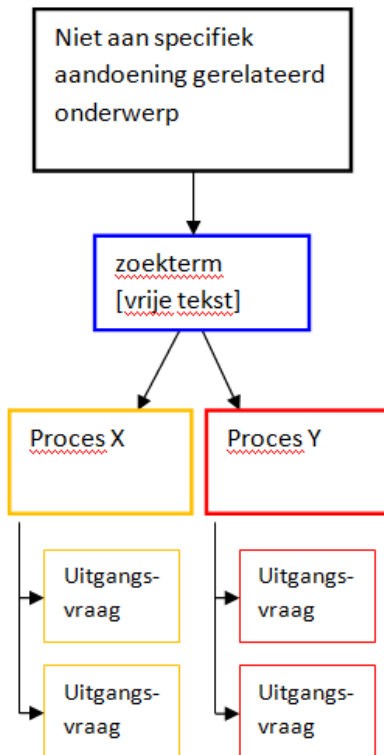 Niet aan specifiek
aandoening gerelateerd
onderwerp
zoekterm
[vrije tekst]
Proces X
Proces Y
Uitgangs-
vraag
Uitgangs-
vraag
Uitgangs-
vraag
Uitgangs-
vraag